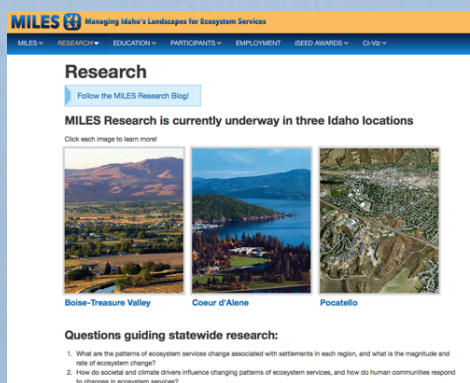 MILES Managing Idaho's Landscapes for Ecosystem Services
MILES RESEARCH EDUCATION PARTICIPANTS EMPLOYMENT ISEED AWARDS CI-Viz
Research
Follow the MILES Research Blog!
MILES Research is currently underway in three Idaho locations
Click each image to learn more!
Boise-Treasure Valley Coeur d'Alene Pocatello
Questions guiding statewide research:
1. What are the patterns of ecosystem services change associated with settlements in each region, and what is the magnitude and
rate of ecosystem change?
2. How do societal and climate drivers influence changing patterns of ecosystem services, and how do human communities respond
to changes in ecosystem services?